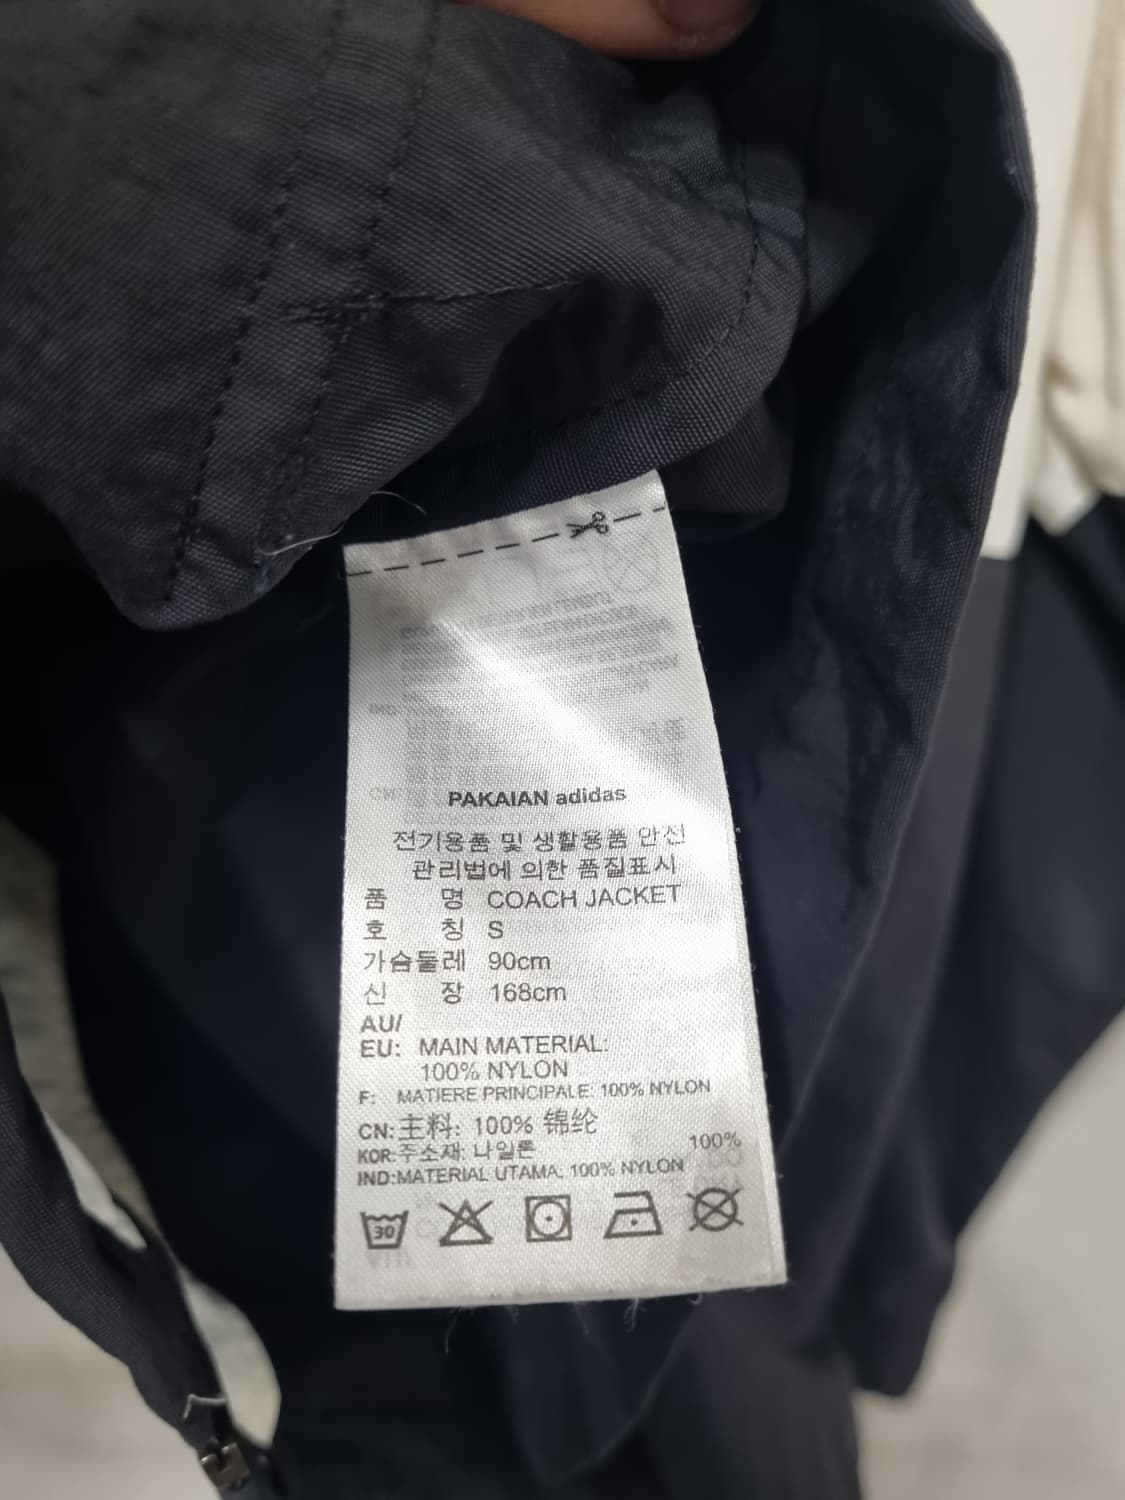 PAKAIAN adidas
전기용품 및 생활용품 안전
관리법에 의한 품질표시
품 명 COACH JACKET
호 칭 S
가슴둘레 90cm
신 장 168cm
AU/
EU: MAIN MATERIAL:
100% NYLON
F: MATIERE PRINCIPALE: 100% NYLON
CN: 主料: 100% 锦纶
KOR: 주소재: 나일론 100%
IND: MATERIAL UTAMA: 100% NYLON
30